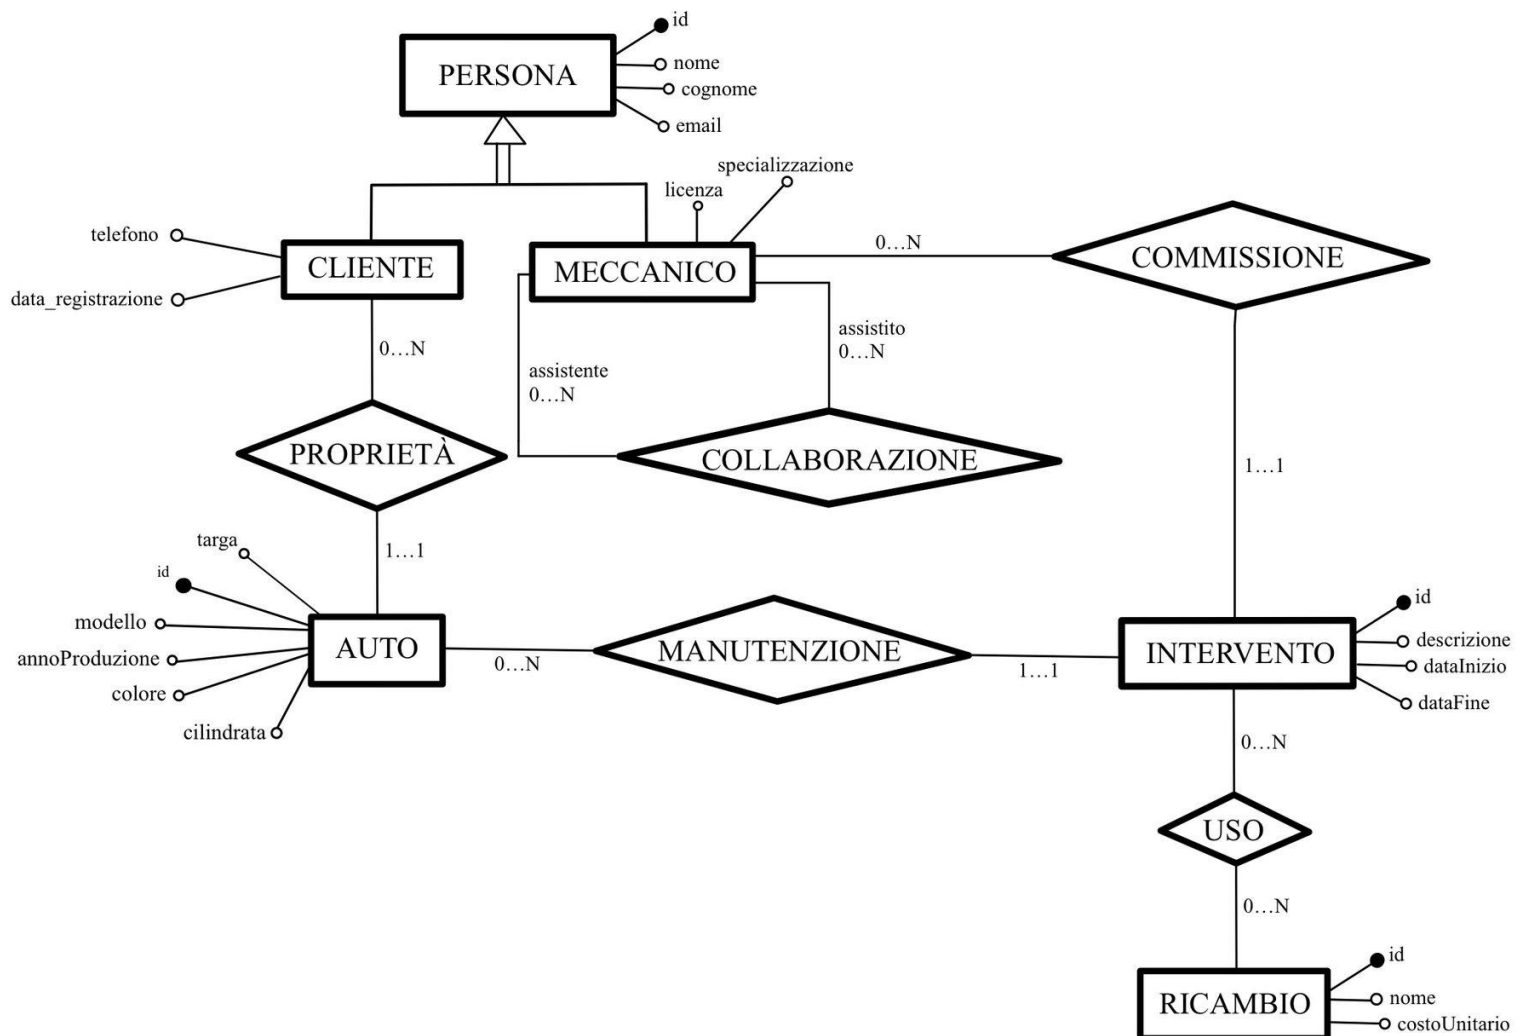 id
PERSONA
nome
cognome
email
specializzazione
licenza
telefono
CLIENTE
data_registrazione
MECCANICO
0...N
COMMISSIONE
assistito
0...N
0...N
assistente
0...N
PROPRIETÀ
COLLABORAZIONE
1...1
targa
1...1
id
modello
annoProduzione
colore
cilindrata
AUTO
0...N
MANUTENZIONE
1...1
INTERVENTO
id
descrizione
dataInizio
dataFine
0...N
USO
0...N
id
RICAMBIO
nome
costoUnitario